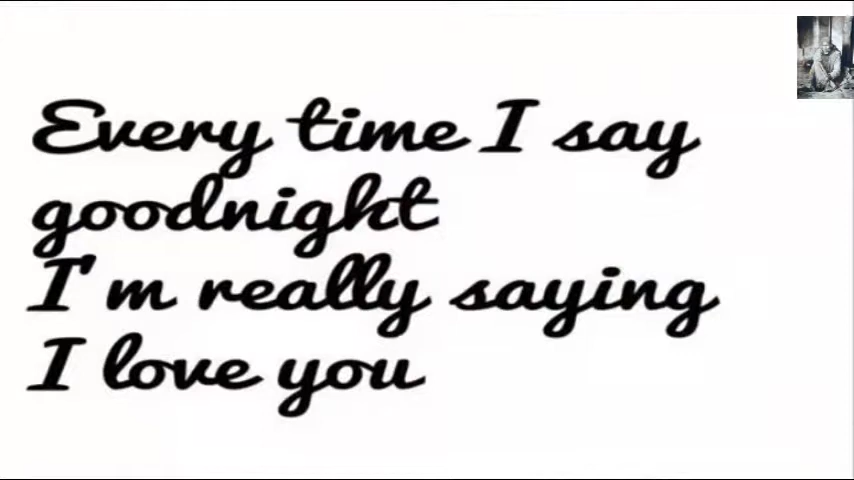 Every time I say
goodnight
I'm really saying
I love you